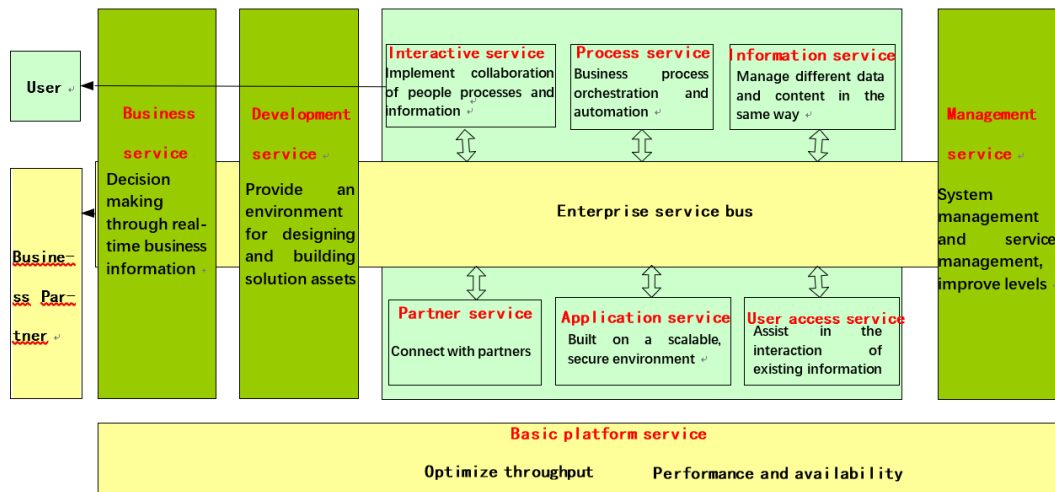 User
Busine-
ss Par-
tner
Business
service
Decision
making
through real-
time business
information
Development
service
Provide an
environment
for designing
and building
solution assets
Interactive service
Implement collaboration
of people processes and
information
Process service
Business process
orchestration and
automation
Information service
Manage different data
and content in the
same way
Enterprise service bus
Partner service
Connect with partners
Application service
Built on a scalable,
secure environment
User access service
Assist in the
interaction of
existing information
Management
service
System
management
and service
management,
improve levels
Basic platform service
Optimize throughput Performance and availability